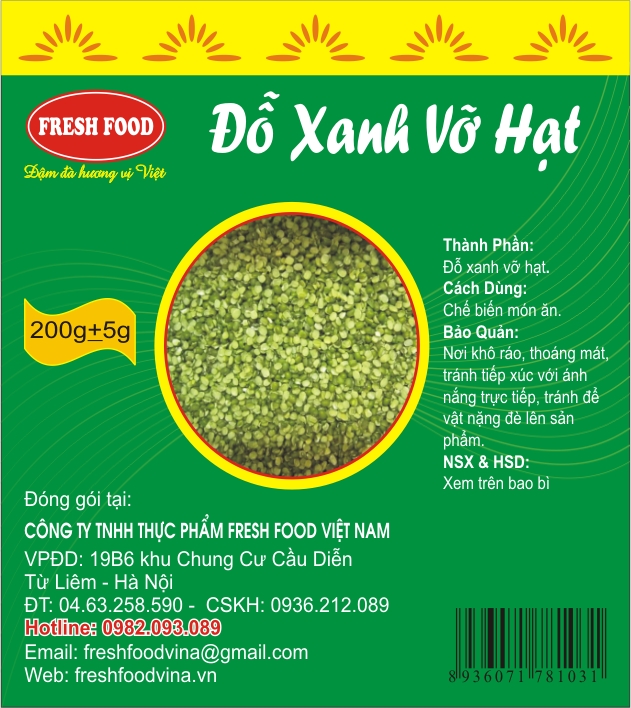 FRESH FOOD
Đậm đà hương vị Việt
Đỗ Xanh Vỡ Hạt
200g±5g
Thành Phần:
Đỗ xanh vỡ hạt.
Cách Dùng:
Chế biến món ăn.
Bảo Quản:
Nơi khô ráo, thoáng mát,
tránh tiếp xúc với ánh
nắng trực tiếp, tránh để
vật nặng đè lên sản
phẩm.
NSX & HSD:
Xem trên bao bì
Đóng gói tại:
CÔNG TY TNHH THỰC PHẨM FRESH FOOD VIỆT NAM
VPĐD: 19B6 khu Chung Cư Cầu Diễn
Từ Liêm - Hà Nội
ĐT: 04.63.258.590 - CSKH: 0936.212.089
Hotline: 0982.093.089
Email: freshfoodvina@gmail.com
Web: freshfoodvina.vn
8936071781031